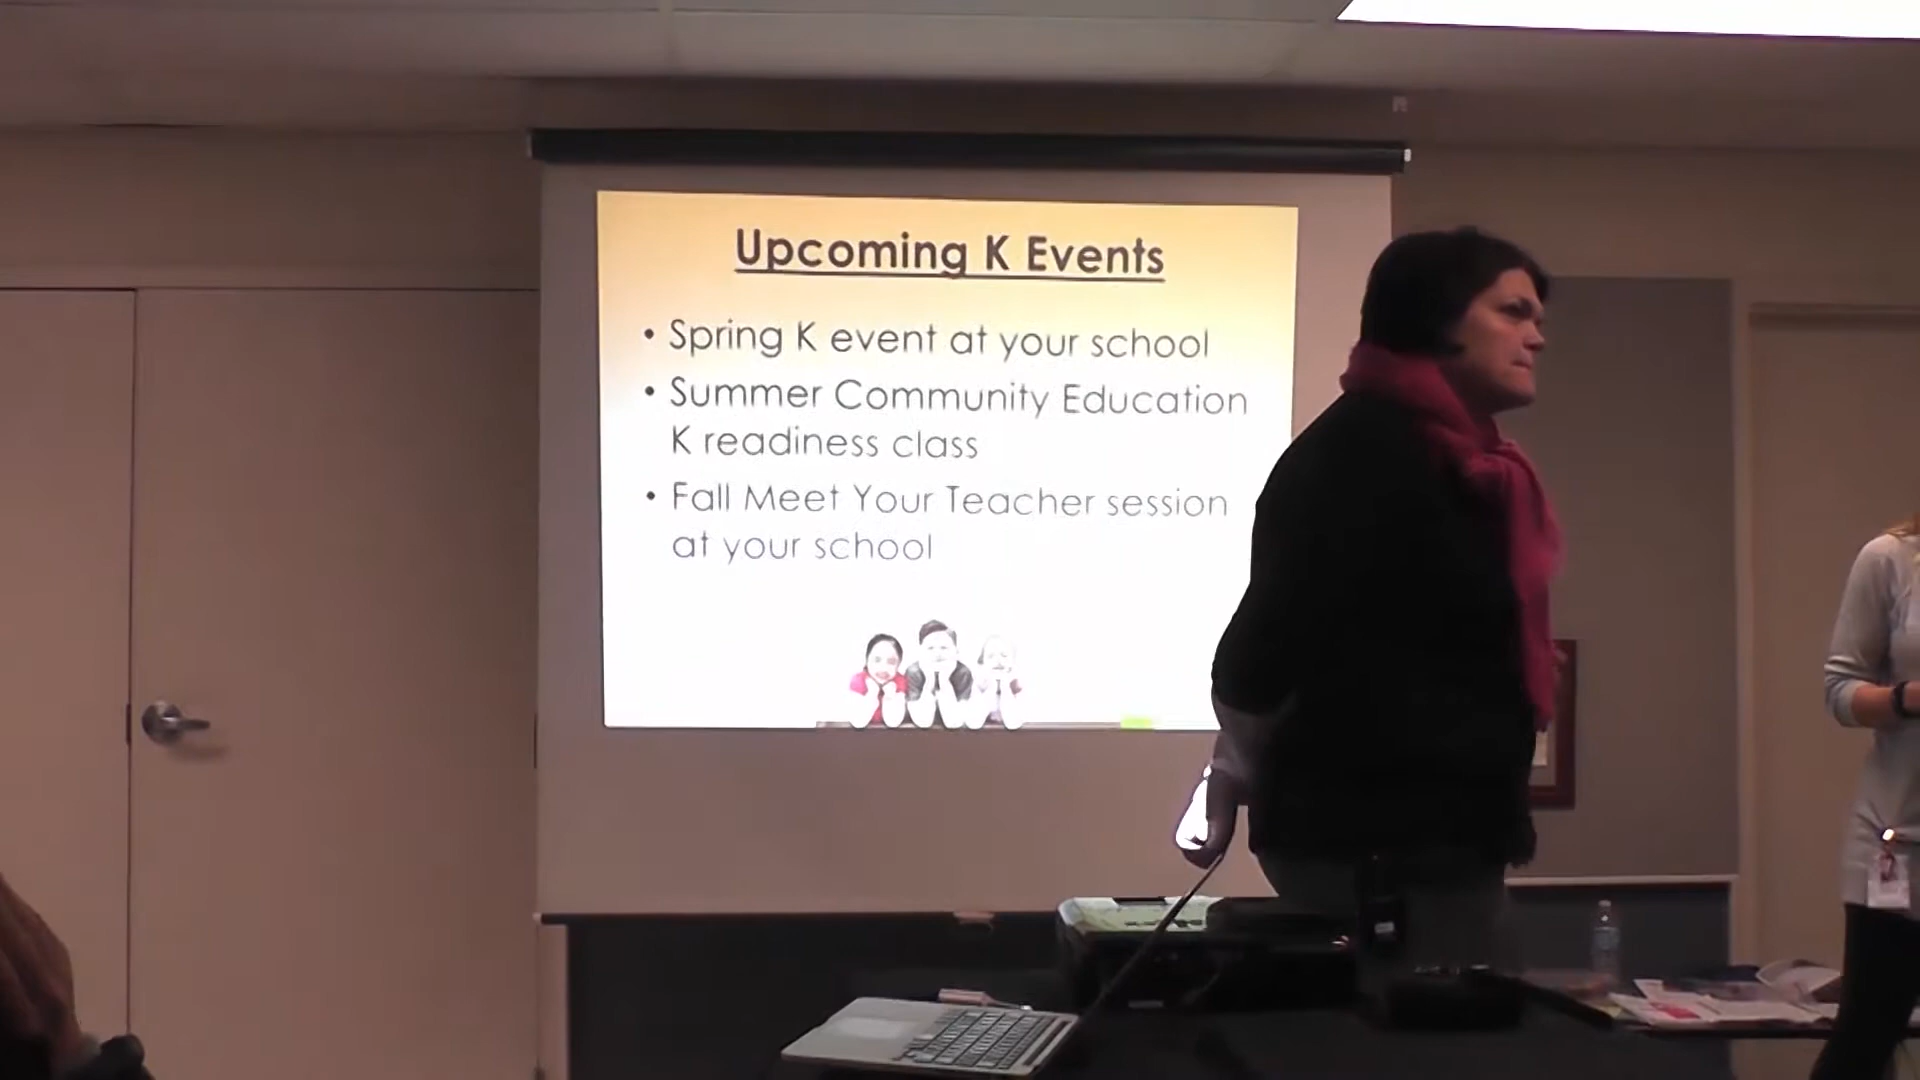 Upcoming K Events
• Spring K event at your school
• Summer Community Education
K readiness class
• Fall Meet Your Teacher session
at your school